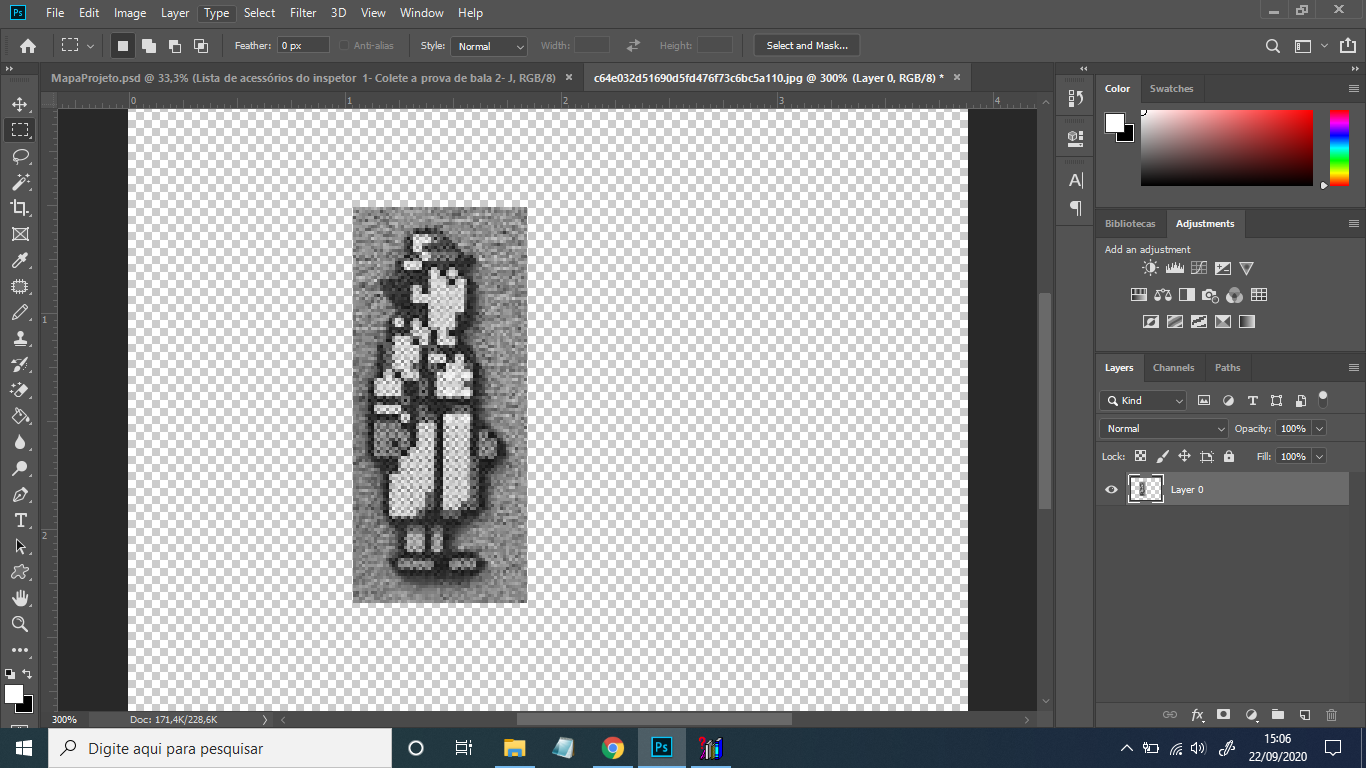 Ps File Edit Image Layer Type Select Filter 3D View Window Help
Feather: 0 px Anti-alias Style: Normal Width: Height: Select and Mask...
MapaProjeto.psd @ 33,3% (Lista de acessórios do inspetor 1- Colete a prova de bala 2- J, RGB/8) × c64e032d51690d5fd476f73c6bc5a110.jpg @ 300% (Layer 0, RGB/8) * ×
0 1 2 3 4
1
2
Color Swatches
Bibliotecas Adjustments
Add an adjustment
Layers Channels Paths
Kind
Normal Opacity: 100%
Lock: Fill: 100%
Layer 0
300% Doc: 171,4K/228,6K
Digite aqui para pesquisar
Ps
15:06
22/09/2020